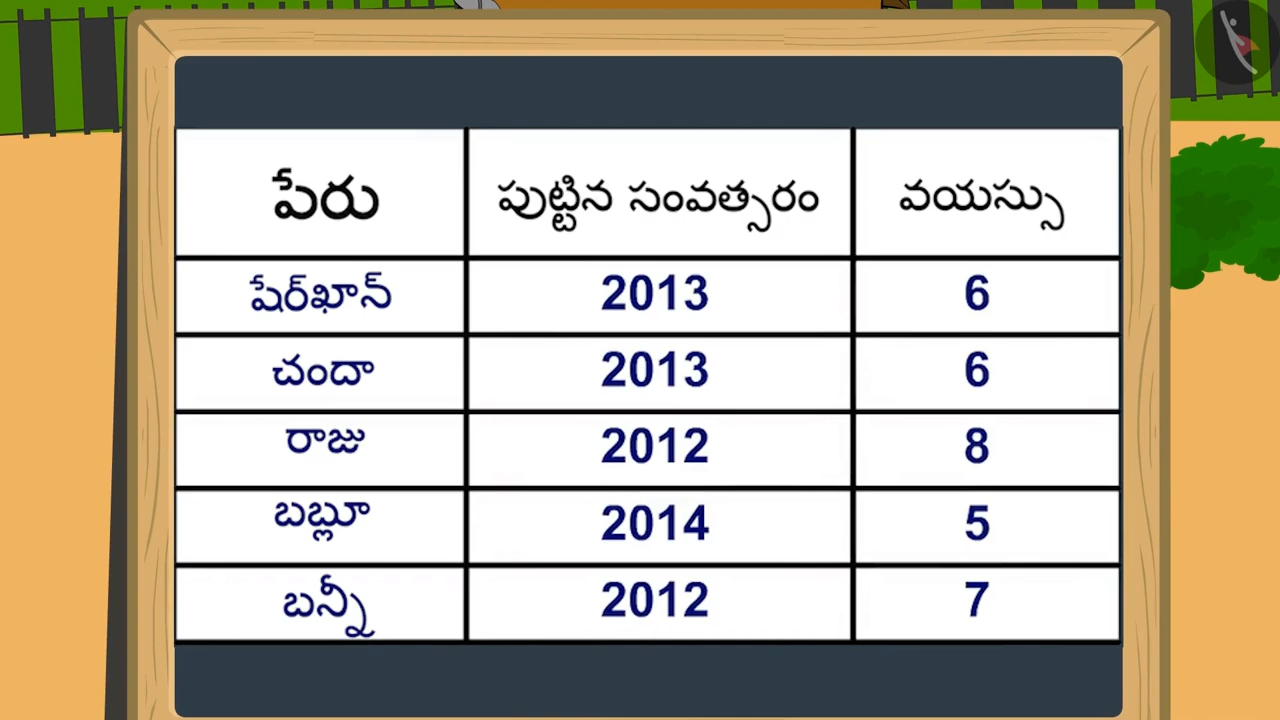 పేరు పుట్టిన సంవత్సరం వయస్సు
షేర్‌ఖాన్ 2013 6
చందా 2013 6
రాజు 2012 8
బబ్లూ 2014 5
బన్నీ 2012 7